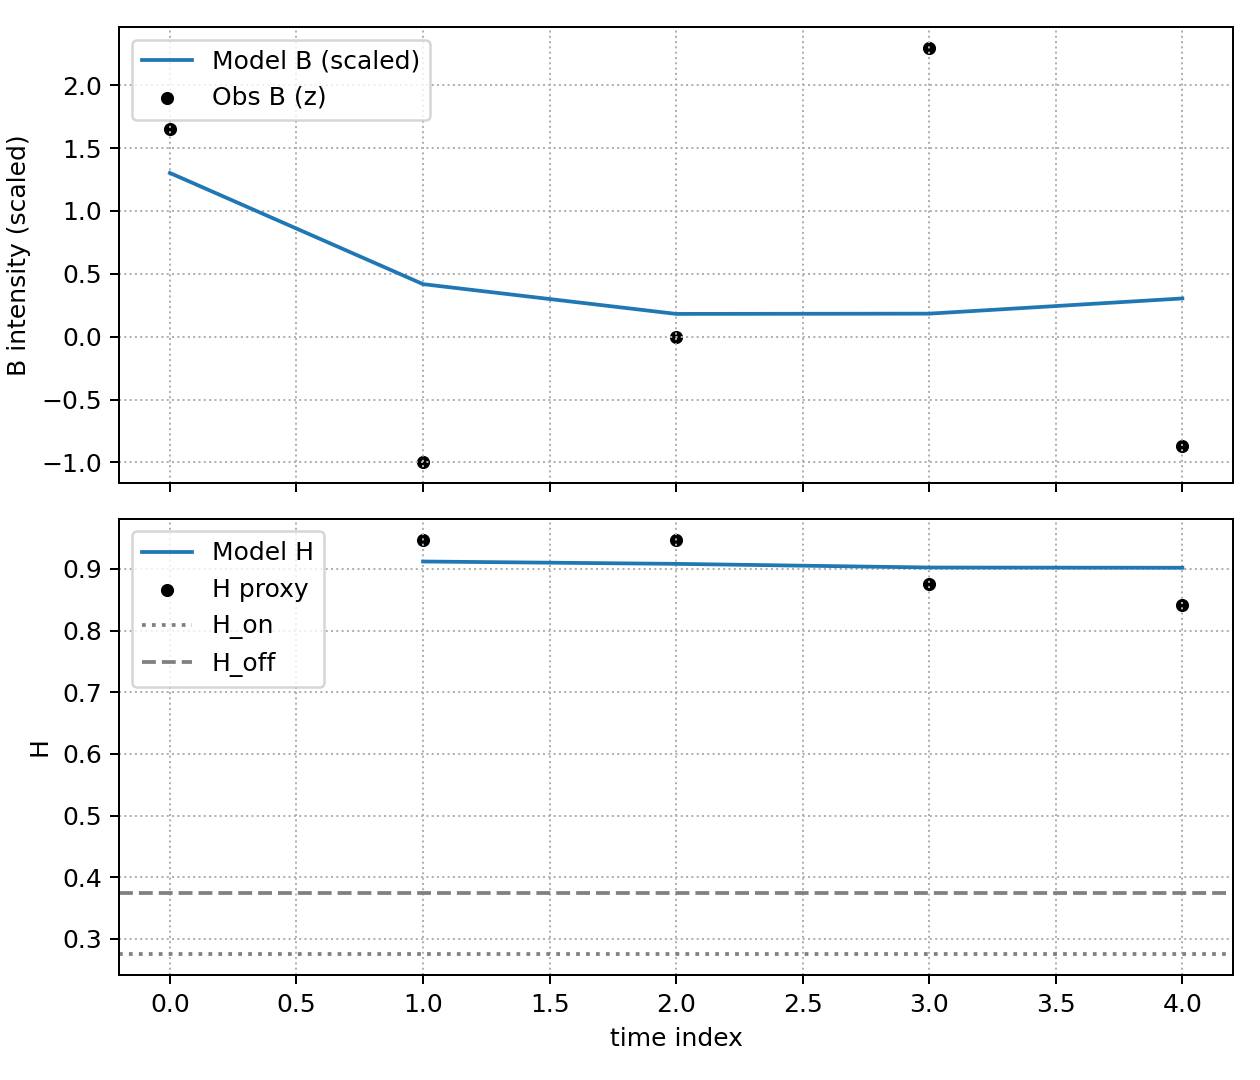 Model B (scaled)
Obs B (z)
2.0
1.5
1.0
0.5
0.0
−0.5
−1.0
B intensity (scaled)
Model H
H proxy
H_on
H_off
0.9
0.8
0.7
0.6
0.5
0.4
0.3
H
0.0 0.5 1.0 1.5 2.0 2.5 3.0 3.5 4.0
time index